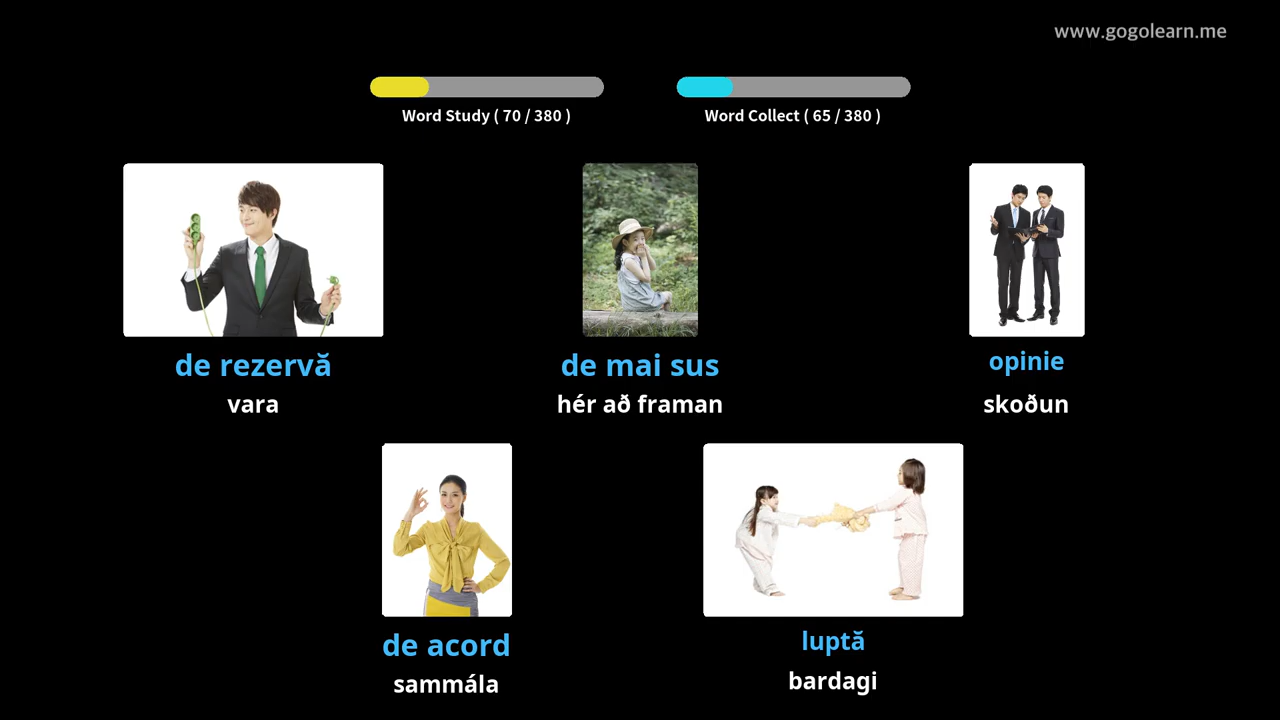 www.gogolearn.me
Word Study ( 70 / 380 )
Word Collect ( 65 / 380 )
de rezervă
vara
de mai sus
hér að framan
opinie
skoðun
de acord
sammála
luptă
bardagi